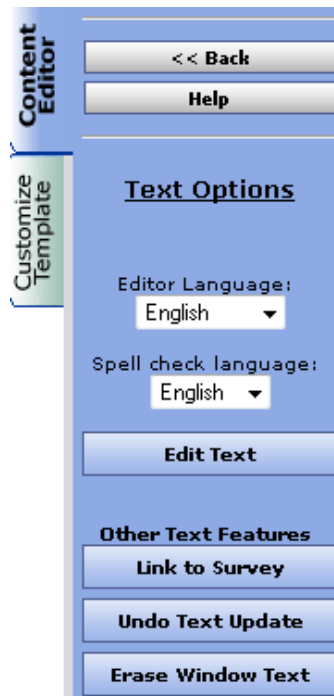 Content
Editor
Customize
Template
<< Back
Help
Text Options
Editor Language:
English
Spell check language:
English
Edit Text
Other Text Features
Link to Survey
Undo Text Update
Erase Window Text